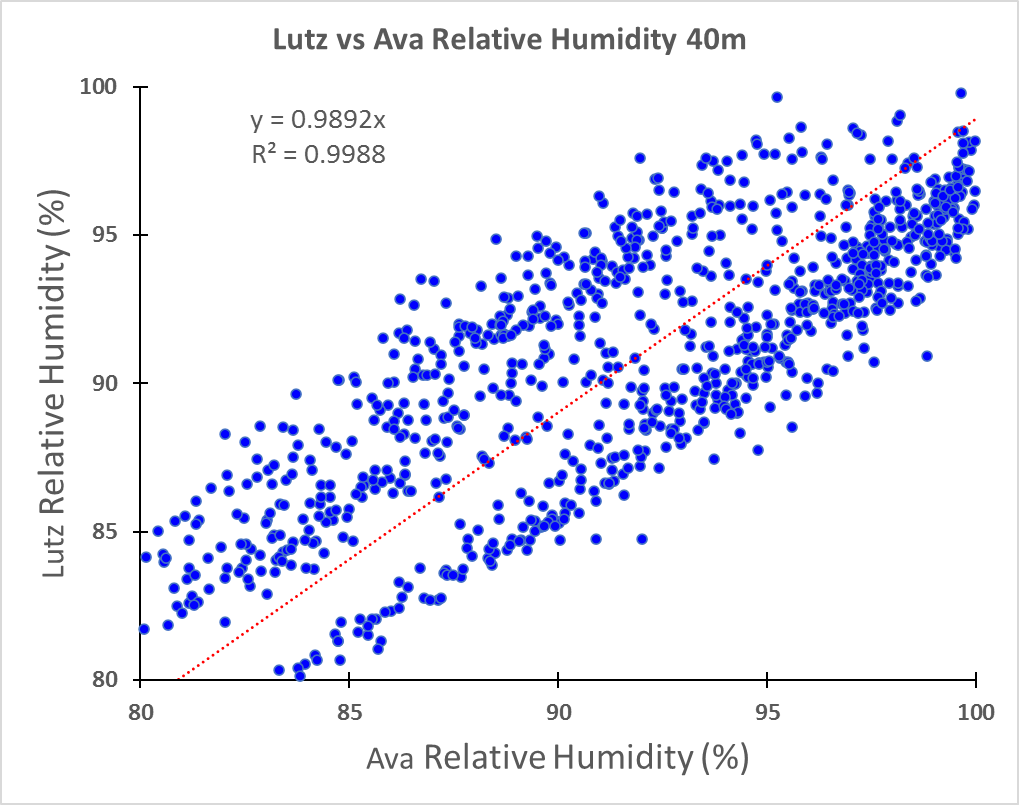 Lutz vs Ava Relative Humidity 40m
y = 0.9892x
R² = 0.9988
Lutz Relative Humidity (%)
100
95
90
85
80
80 85 90 95 100
Ava Relative Humidity (%)